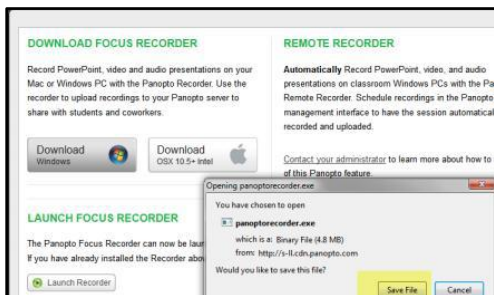 DOWNLOAD FOCUS RECORDER
Record PowerPoint, video and audio presentations on your
Mac or Windows PC with the Panopto Recorder. Use the
recorder to upload recordings to your Panopto server to
share with students and coworkers.
Download
Windows
Download
OSX 10.5+ Intel
LAUNCH FOCUS RECORDER
The Panopto Focus Recorder can now be laun
If you have already installed the Recorder abov
Launch Recorder
REMOTE RECORDER
Automatically Record PowerPoint, video, and audio
presentations on classroom Windows PCs with the Pa
Remote Recorder. Schedule recordings in the Panopto
management interface to have the session automatical
recorded and uploaded.
Contact your administrator to learn more about how to
of this Panopto feature.
Opening panoptorecorder.exe
You have chosen to open
panoptorecorder.exe
which is a: Binary File (4.8 MB)
from: http://s-ll.cdn.panopto.com
Would you like to save this file?
Save File
Cancel